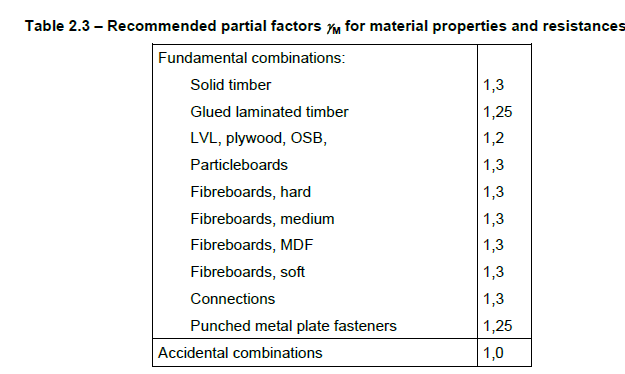 Table 2.3 – Recommended partial factors γM for material properties and resistances
Fundamental combinations:
Solid timber 1,3
Glued laminated timber 1,25
LVL, plywood, OSB, 1,2
Particleboards 1,3
Fibreboards, hard 1,3
Fibreboards, medium 1,3
Fibreboards, MDF 1,3
Fibreboards, soft 1,3
Connections 1,3
Punched metal plate fasteners 1,25
Accidental combinations 1,0